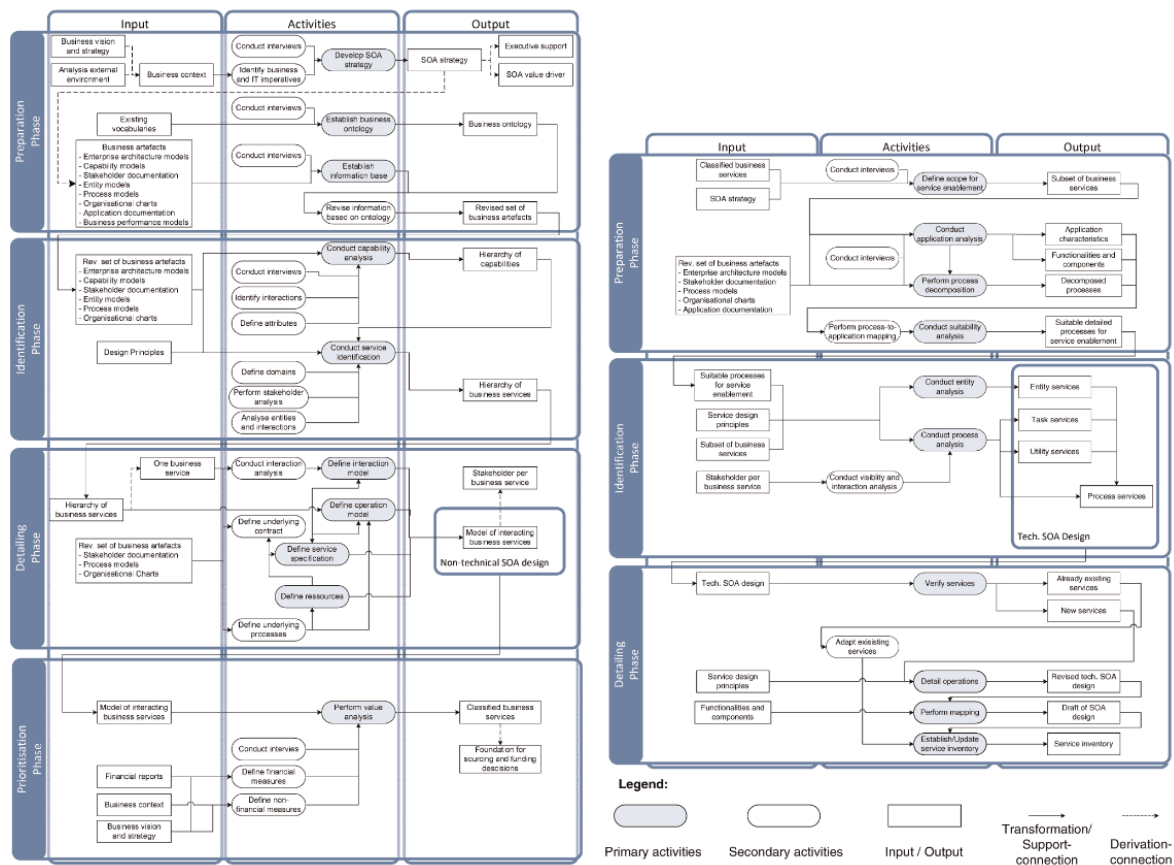 Input
Activities
Output
Preparation
Phase
Business vision
and strategy
Analysis external
environment
Business context
Conduct
interviews
Identify business
and IT imperatives
Develop SOA
strategy
SOA strategy
Executive
support
SOA value driver
Existing
vocabularies
Conduct
interviews
Establish business
ontology
Business ontology
Business artefacts
- Enterprise architecture models
- Capability models
- Stakeholder documentation
- Entity models
- Process models
- Organisational charts
- Application documentation
- Business performance models
Conduct
interviews
Establish
information base
Revise information
based on ontology
Revised set of
business artefacts
Identification
Phase
Rev. set of business artefacts
- Enterprise architecture models
- Capability models
- Stakeholder documentation
- Entity models
- Process models
- Organisational charts
Design Principles
Conduct capability
analysis
Conduct
interviews
Identify interactions
Define attributes
Conduct service
identification
Define domains
Perform stakeholder
analysis
Analyse entities
and interactions
Hierarchy of
capabilities
Hierarchy of
business services
Detailing
Phase
One business
service
Hierarchy of
business services
Rev. set of business artefacts
- Stakeholder documentation
- Process models
- Organisational Charts
Conduct interaction
analysis
Define interaction
model
Define operation
model
Define underlying
contract
Define service
specification
Define ressources
Define underlying
processes
Stakeholder per
business service
Model of interacting
business services
Non-technical SOA design
Prioritisation
Phase
Model of interacting
business services
Financial reports
Business context
Business vision
and strategy
Perform value
analysis
Conduct intervies
Define financial
measures
Define non-
financial measures
Classified business
services
Foundation for
sourcing and funding
descisions
Input
Activities
Output
Preparation
Phase
Classified business
services
SOA strategy
Conduct interviews
Define scope for
service enablement
Subset of business
services
Rev. set of business artefacts
- Enterprise architecture models
- Stakeholder documentation
- Process models
- Organisational charts
- Application documentation
Conduct interviews
Conduct
application analysis
Perform process
decomposition
Application
characteristics
Functionalities and
components
Decomposed
processes
Perform process-to-
application mapping
Conduct suitability
analysis
Suitable detailed
processes for
service enablement
Identification
Phase
Suitable
processes for service
enablement
Service design
principles
Subset of business
services
Stakeholder per
business service
Conduct entity
analysis
Conduct process
analysis
Conduct visibility and
interaction analysis
Entity services
Task services
Utility services
Process services
Tech. SOA Design
Detailing
Phase
Tech. SOA design
Verify services
Already existing
services
New services
Adapt exisisting
services
Service design
principles
Detail operations
Revised tech. SOA
design
Functionalities and
components
Perform mapping
Draft of SOA
design
Establish/Update
service inventory
Service inventory
Legend:
Primary activities
Secondary activities
Input / Output
Transformation/
Support-
connection
Derivation-
connection